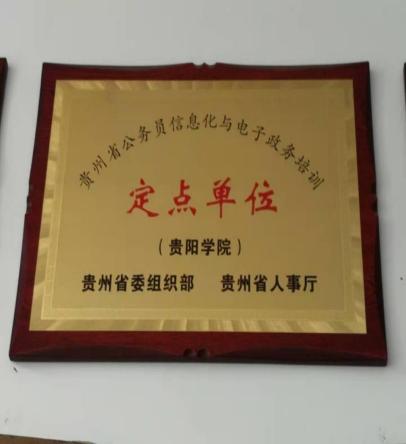 贵州省公务员信息化与电子政务培训
定点单位
（贵阳学院）
贵州省委组织部 贵州省人事厅